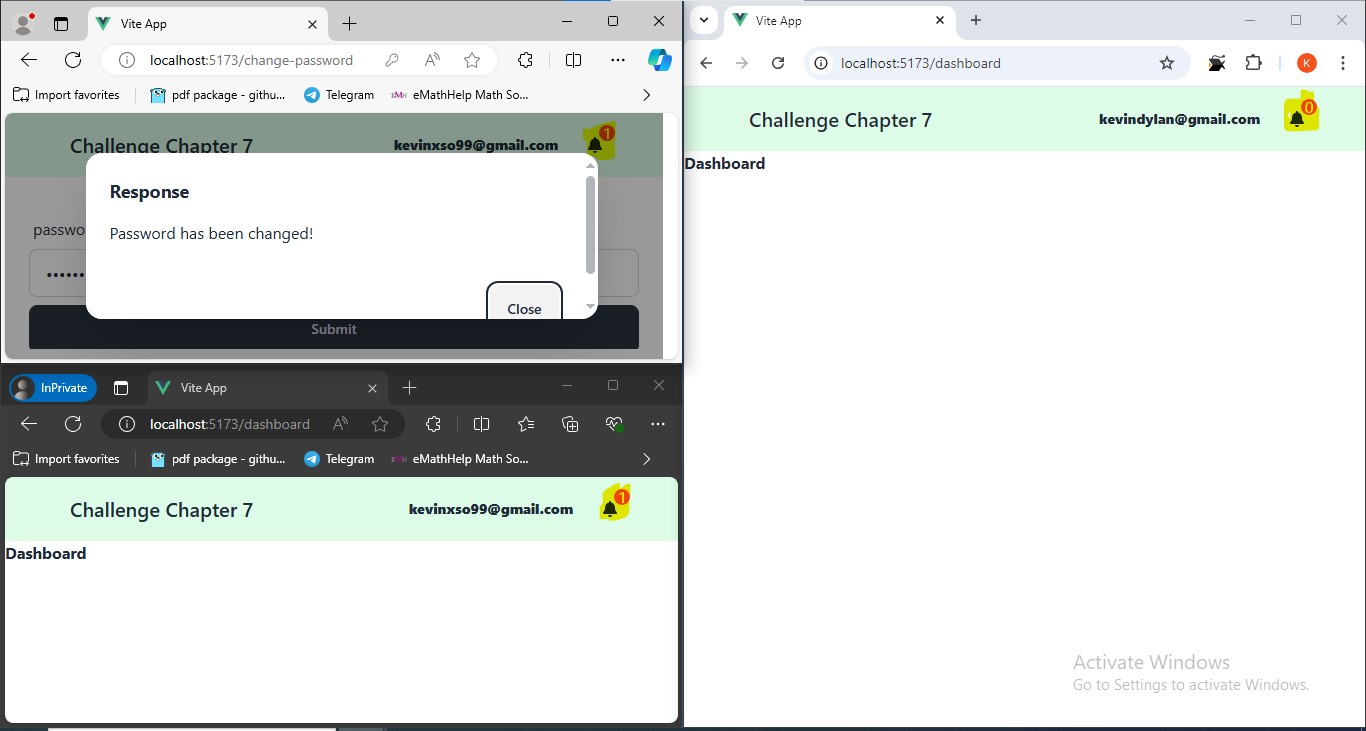 Vite App
localhost:5173/change-password
Import favorites
pdf package - githu...
Telegram
eMathHelp Math So...
Challenge Chapter 7
kevinxso99@gmail.com
1
Response
Password has been changed!
passwo
••••••
Close
Submit
InPrivate
Vite App
localhost:5173/dashboard
Import favorites
pdf package - githu...
Telegram
eMathHelp Math So...
Challenge Chapter 7
kevinxso99@gmail.com
1
Dashboard
Vite App
localhost:5173/dashboard
K
Challenge Chapter 7
kevindylan@gmail.com
0
Dashboard
Activate Windows
Go to Settings to activate Windows.